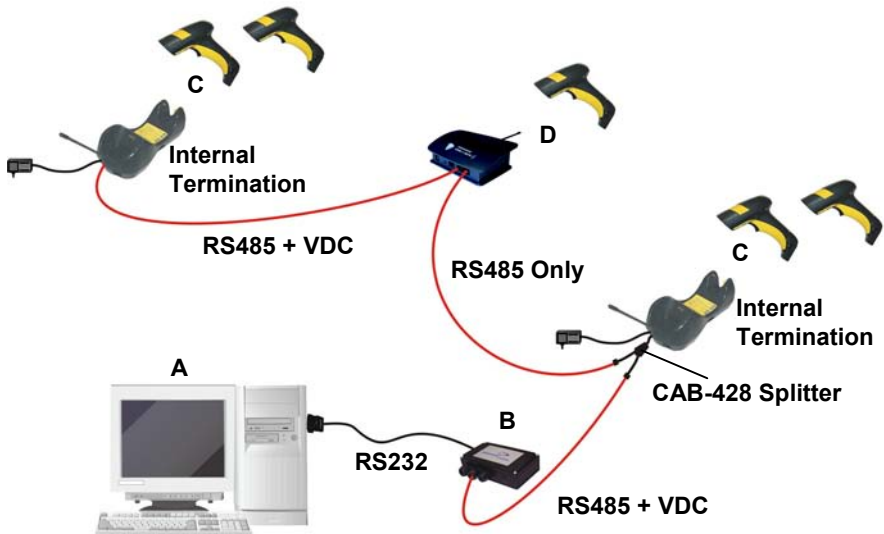 C
D
Internal
Termination
RS485 + VDC
C
RS485 Only
Internal
Termination
A
CAB-428 Splitter
B
RS232
RS485 + VDC